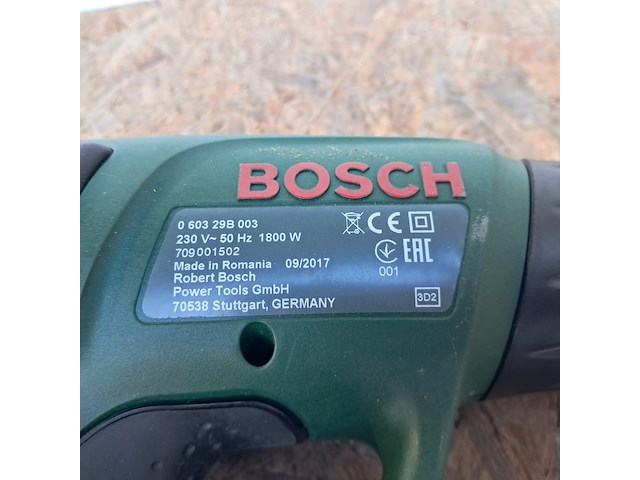 BOSCH
0 603 29B 003
230 V~ 50 Hz 1800 W
709001502
Made in Romania 09/2017
Robert Bosch
Power Tools GmbH
70538 Stuttgart, GERMANY
CE
EAC
001
3D2